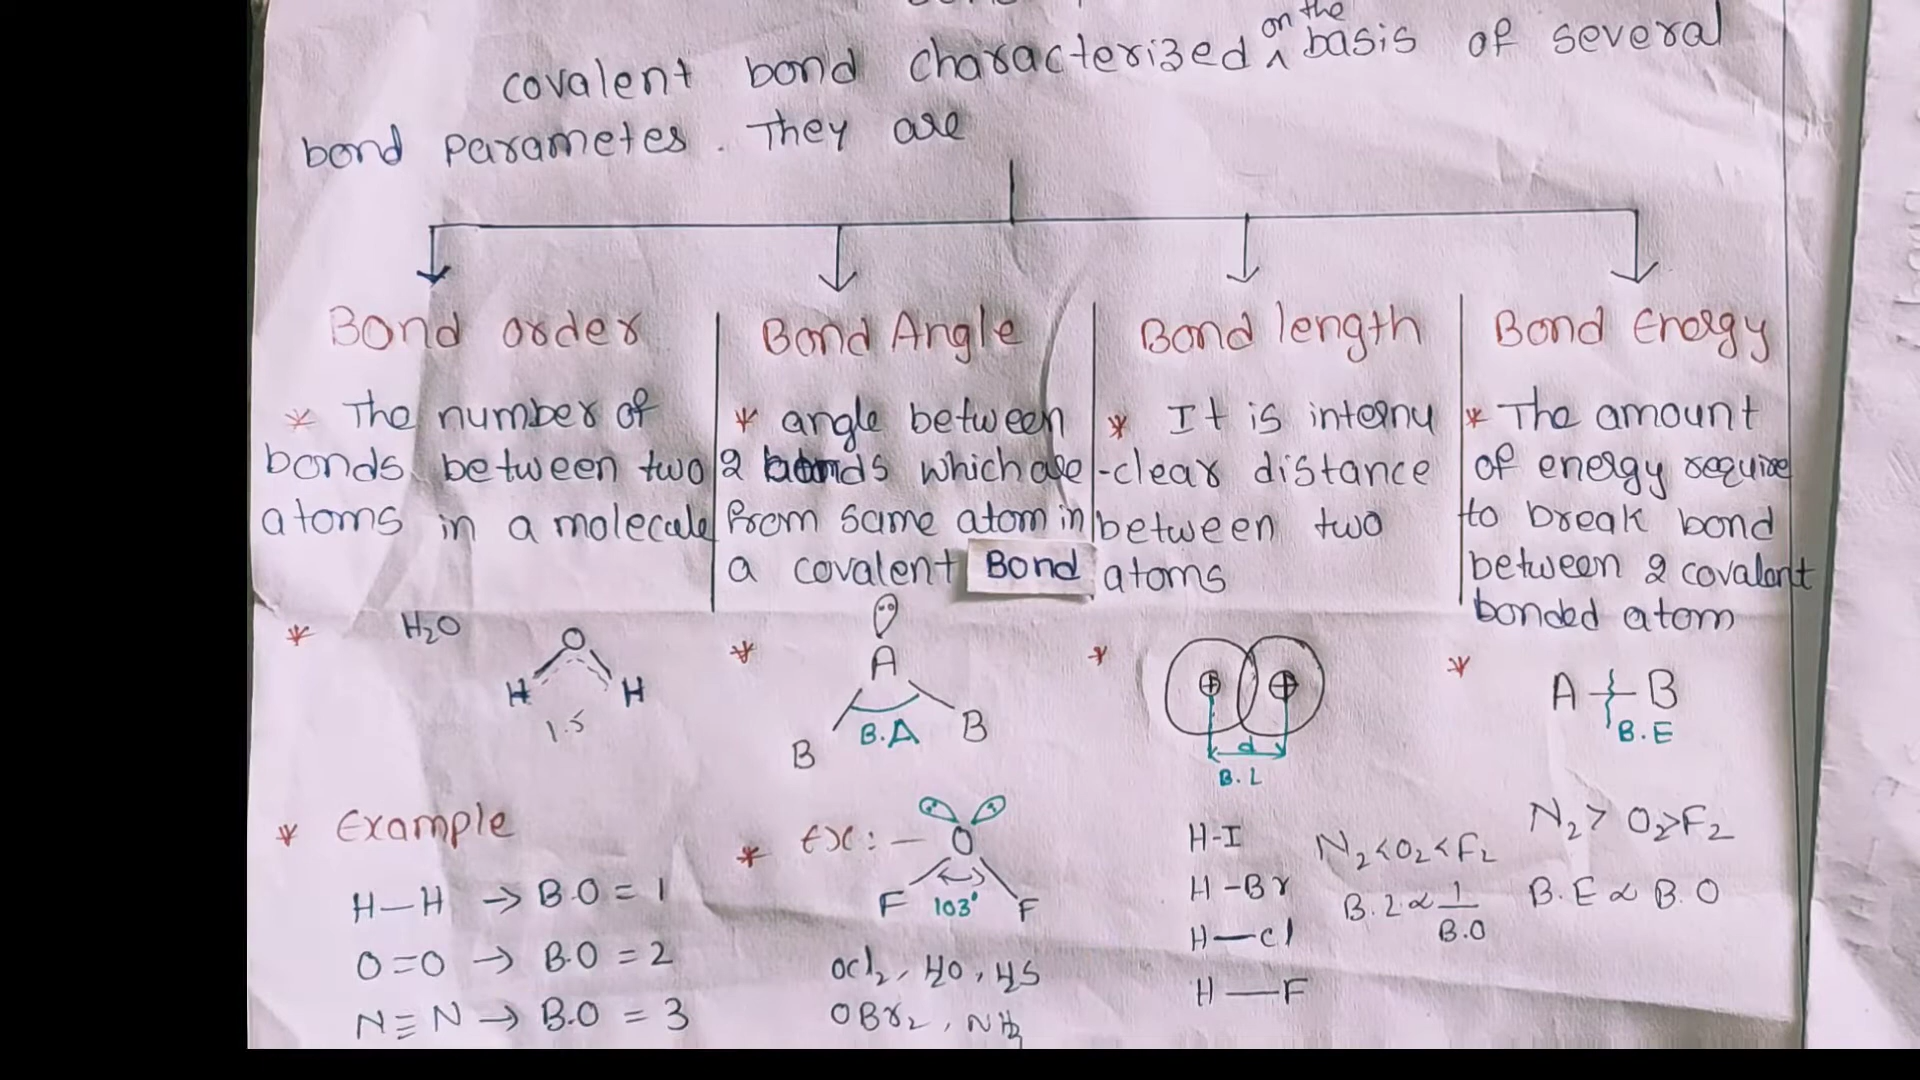 on the
covalent bond characterized ^ basis of several
bond parametes. They are
Bond order
* The number of
bonds between two
atoms in a molecule
* H2O
O
H H
1.5
* Example
H—H → B.O = 1
O=O → B.O = 2
N≡N → B.O = 3
Bond Angle
* angle between
2 bonds which are
from same atom in
a covalent Bond
*
A
B B.A B
* Ex:— O
F 103° F
OCl2, H2O, H2S
OBr2, NH3
Bond length
* It is interny
-clear distance
between two
atoms
*
⊕ ⊕
d
B.L
H-I
H-Br
H—Cl
H—F
N2<O2<F2
B.L ∝ 1/B.O
Bond Energy
* The amount
of energy require
to break bond
between 2 covalent
bonded atom
* A—B
B.E
N2>O2>F2
B.E ∝ B.O